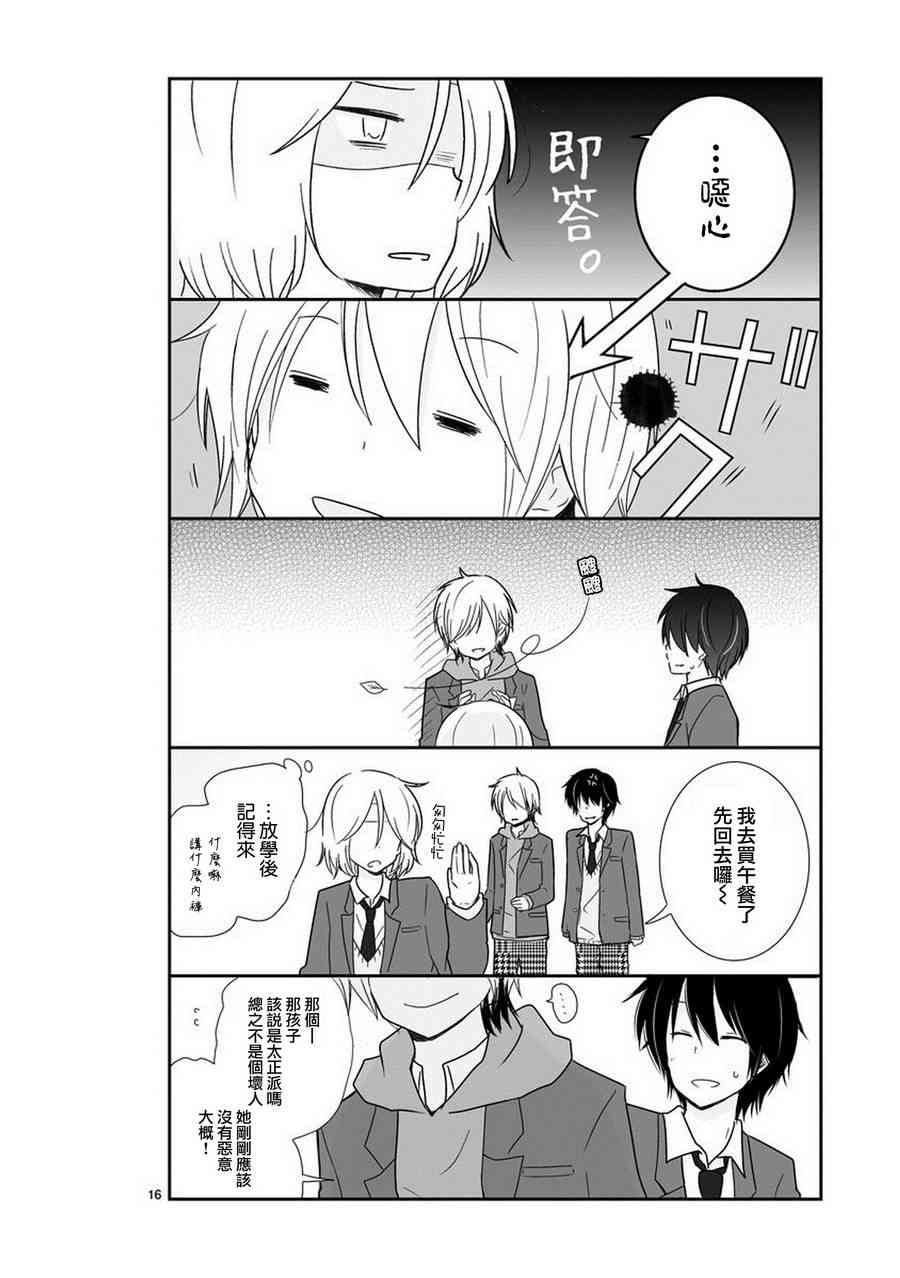 …噁
心
即答。
ザクッ
颼颼
我去買午餐了
先回去囉～
匆匆忙忙
…放學後
記得來
什麼嘛
講什麼內褲
……
那個—
那孩子
該說是太正派嗎
總之不是個壞人
她剛剛應該
沒有惡意
大概！
16